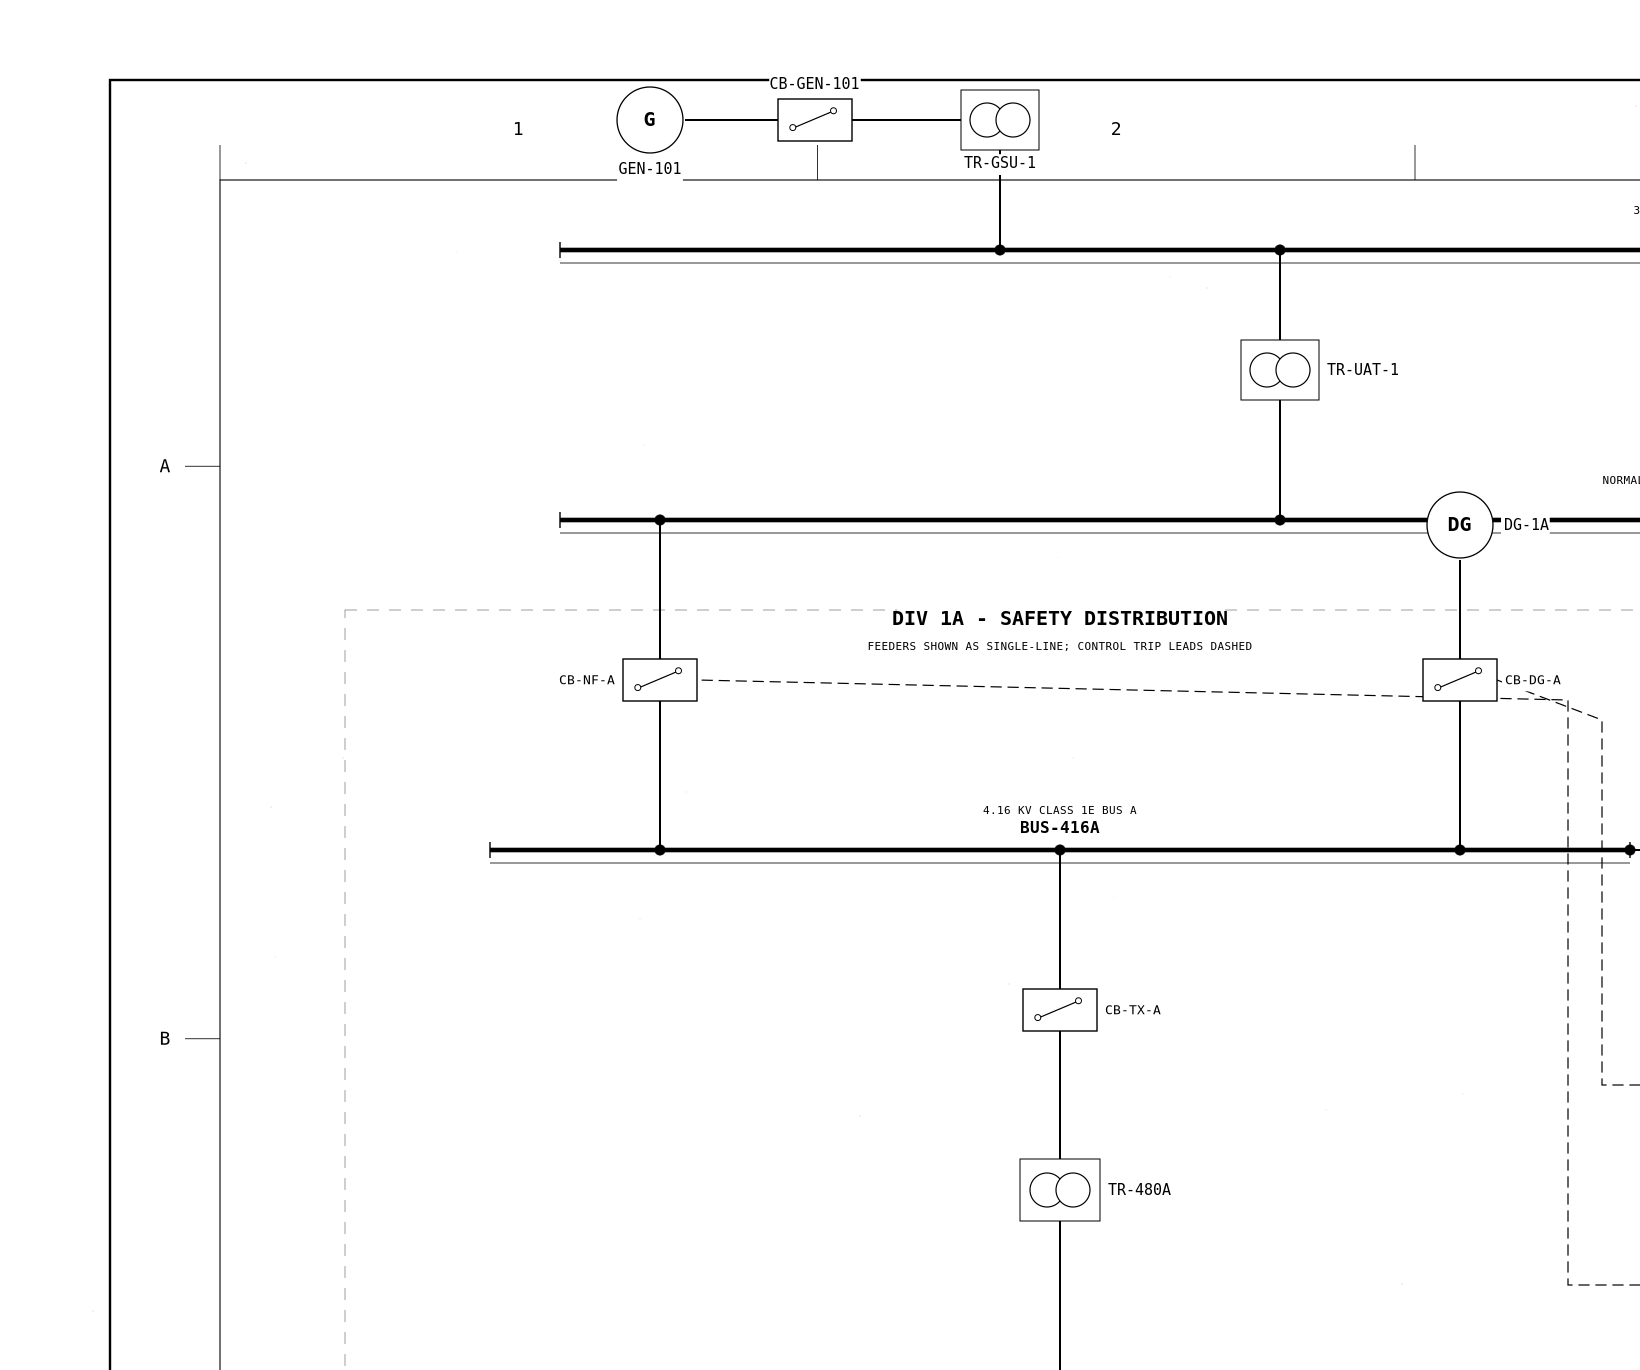 CB-GEN-101
G
1
2
GEN-101
TR-GSU-1
3
TR-UAT-1
A
NORMAL
DG
DG-1A
DIV 1A - SAFETY DISTRIBUTION
FEEDERS SHOWN AS SINGLE-LINE; CONTROL TRIP LEADS DASHED
CB-NF-A
CB-DG-A
4.16 KV CLASS 1E BUS A
BUS-416A
CB-TX-A
B
TR-480A